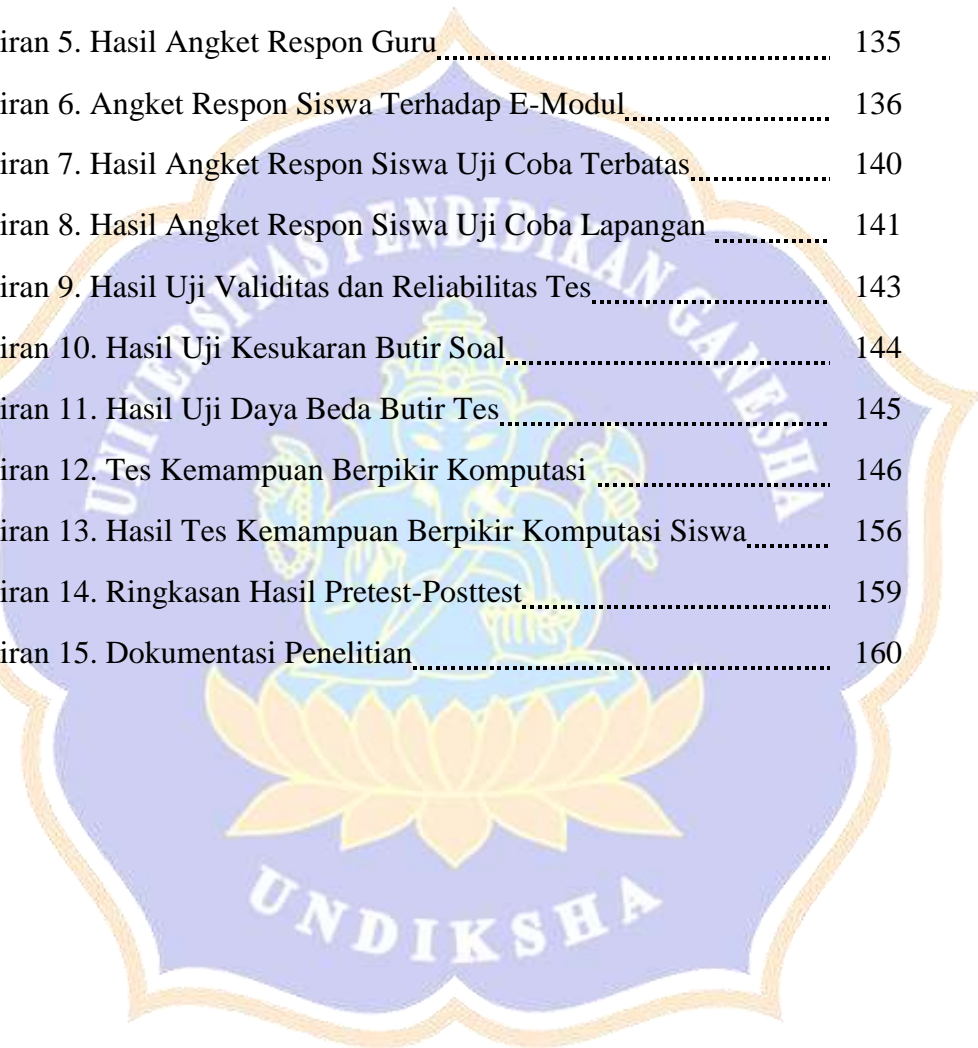 iran 5. Hasil Angket Respon Guru 135
iran 6. Angket Respon Siswa Terhadap E-Modul 136
iran 7. Hasil Angket Respon Siswa Uji Coba Terbatas 140
iran 8. Hasil Angket Respon Siswa Uji Coba Lapangan 141
iran 9. Hasil Uji Validitas dan Reliabilitas Tes 143
iran 10. Hasil Uji Kesukaran Butir Soal 144
iran 11. Hasil Uji Daya Beda Butir Tes 145
iran 12. Tes Kemampuan Berpikir Komputasi 146
iran 13. Hasil Tes Kemampuan Berpikir Komputasi Siswa 156
iran 14. Ringkasan Hasil Pretest-Posttest 159
iran 15. Dokumentasi Penelitian 160
UNIVERSITAS PENDIDIKAN GANESHA
UNDIKSHA